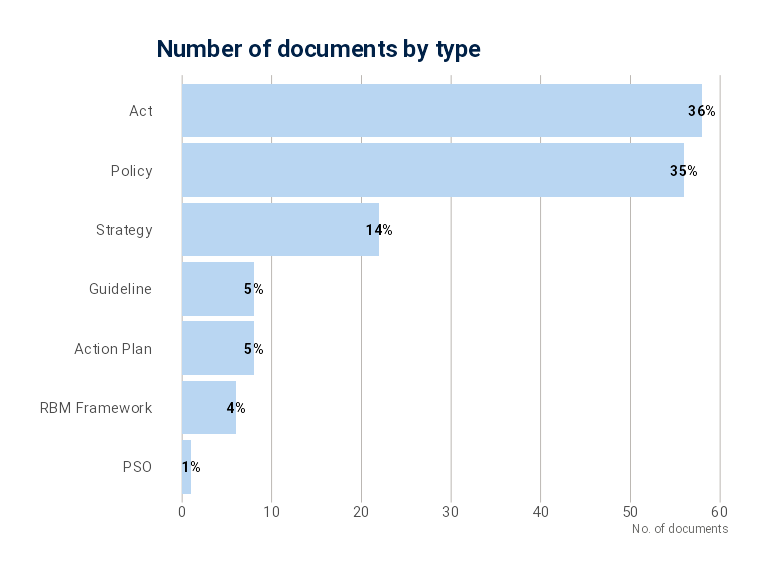 Number of documents by type
Act 36%
Policy 35%
Strategy 14%
Guideline 5%
Action Plan 5%
RBM Framework 4%
PSO 1%
0 10 20 30 40 50 60
No. of documents